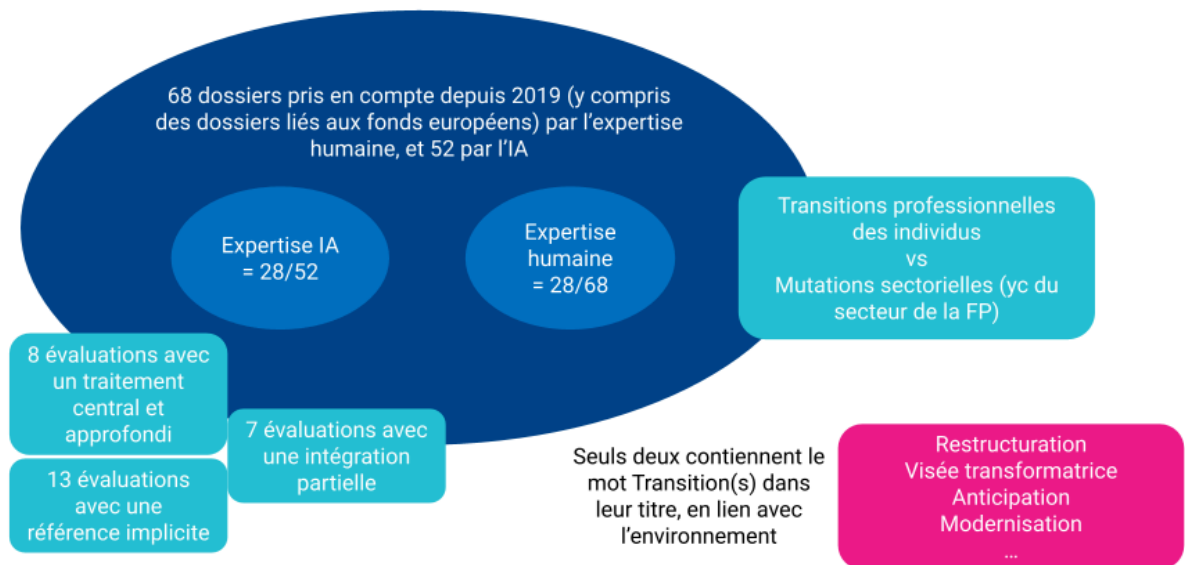 68 dossiers pris en compte depuis 2019 (y compris
des dossiers liés aux fonds européens) par l’expertise
humaine, et 52 par l’IA
Expertise IA
= 28/52
Expertise
humaine
= 28/68
Transitions professionnelles
des individus
vs
Mutations sectorielles (yc du
secteur de la FP)
8 évaluations avec
un traitement
central et
approfondi
7 évaluations avec
une intégration
partielle
13 évaluations
avec une
référence implicite
Seuls deux contiennent le
mot Transition(s) dans
leur titre, en lien avec
l’environnement
Restructuration
Visée transformatrice
Anticipation
Modernisation
...